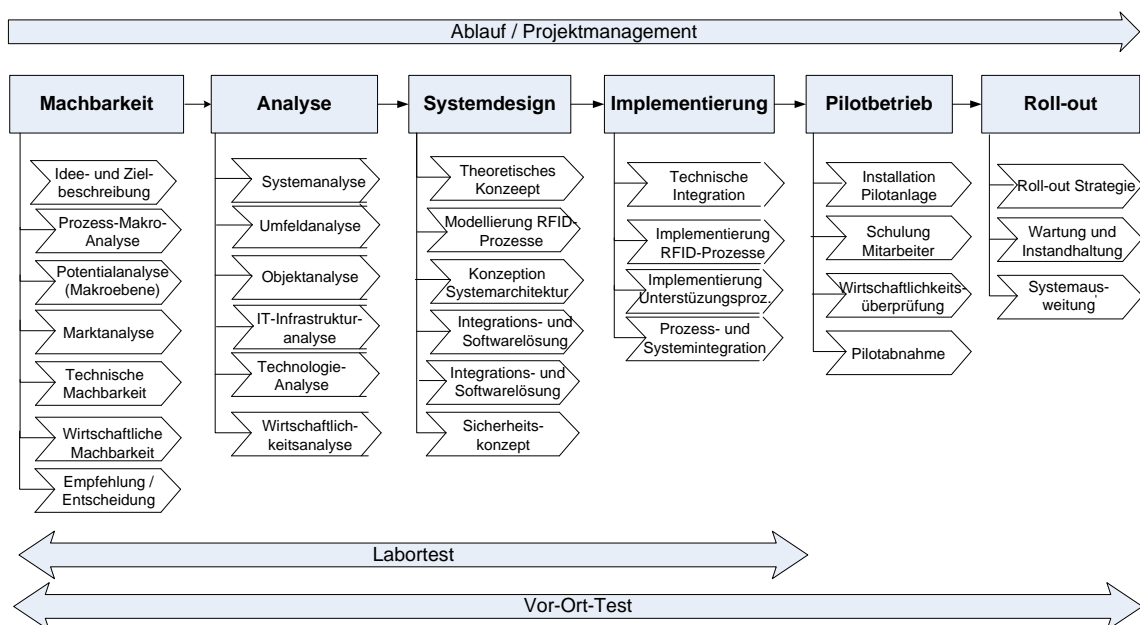 Ablauf / Projektmanagement
Machbarkeit
Analyse
Systemdesign
Implementierung
Pilotbetrieb
Roll-out
Idee- und Ziel-
beschreibung
Prozess-Makro-
Analyse
Potentialanalyse
(Makroebene)
Marktanalyse
Technische
Machbarkeit
Wirtschaftliche
Machbarkeit
Empfehlung /
Entscheidung
Systemanalyse
Umfeldanalyse
Objektanalyse
IT-Infrastruktur-
analyse
Technologie-
Analyse
Wirtschaftlich-
keitsanalyse
Theoretisches
Konzeept
Modellierung RFID-
Prozesse
Konzeption
Systemarchitektur
Integrations- und
Softwarelösung
Integrations- und
Softwarelösung
Sicherheits-
konzept
Technische
Integration
Implementierung
RFID-Prozesse
Implementierung
Unterstüzungsproz.
Prozess- und
Systemintegration
Installation
Pilotanlage
Schulung
Mitarbeiter
Wirtschaftlichkeits-
überprüfung
Pilotabnahme
Roll-out Strategie
Wartung und
Instandhaltung
Systemaus-
weitung
Labortest
Vor-Ort-Test